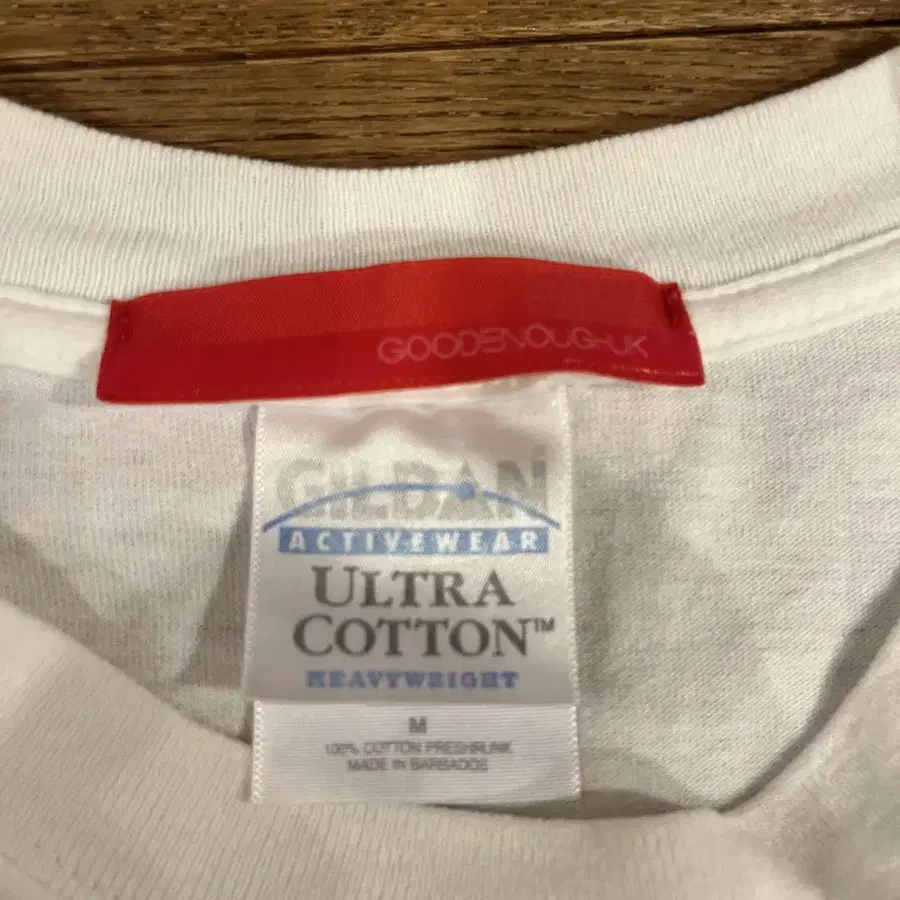 GOODENOUGHUK
GILDAN
ACTIVEWEAR
ULTRA
COTTON™
HEAVYWEIGHT
M
100% COTTON PRESHRUNK
MADE IN BARBADOS